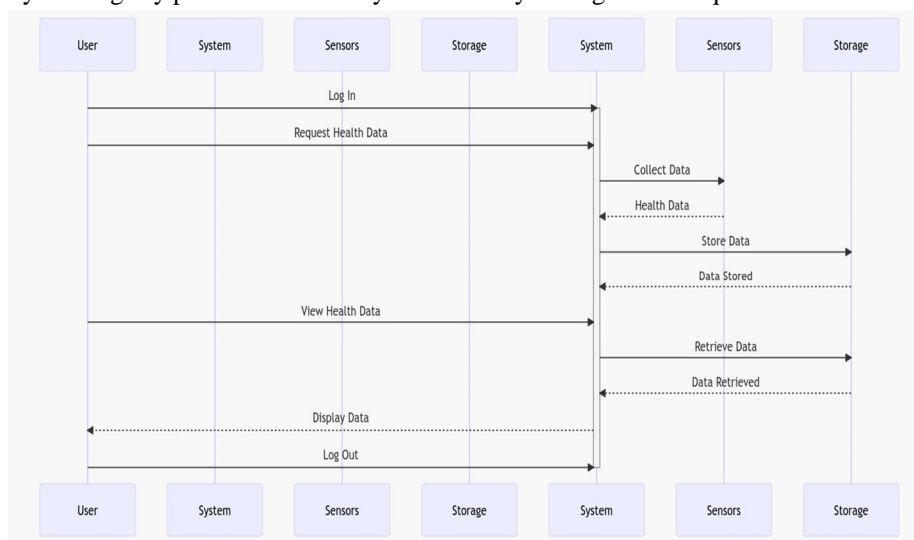 User System Sensors Storage System Sensors Storage
Log In
Request Health Data
Collect Data
Health Data
Store Data
Data Stored
View Health Data
Retrieve Data
Data Retrieved
Display Data
Log Out
User System Sensors Storage System Sensors Storage